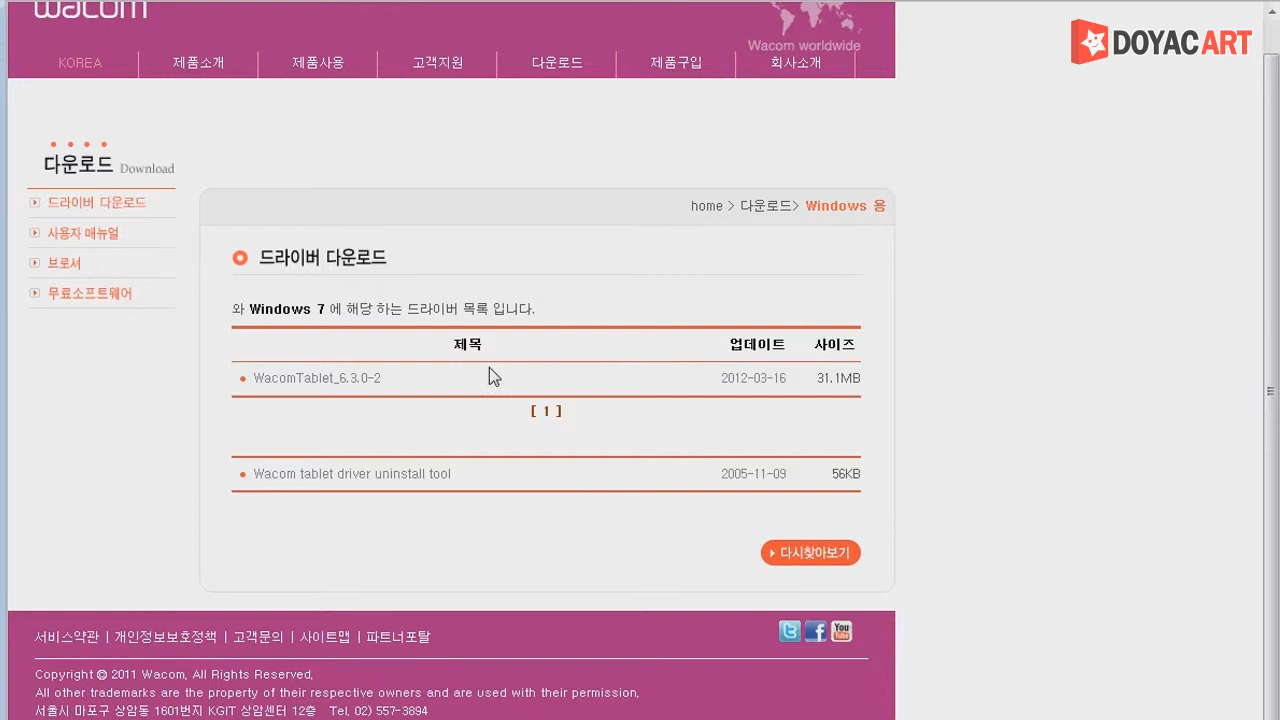 wacom
Wacom worldwide
KOREA 제품소개 제품사용 고객지원 다운로드 제품구입 회사소개
DOYACART
다운로드 Download
드라이버 다운로드
사용자 매뉴얼
브로셔
무료소프트웨어
home > 다운로드> Windows 용
드라이버 다운로드
와 Windows 7 에 해당 하는 드라이버 목록 입니다.
제목 업데이트 사이즈
WacomTablet_6.3.0-2 2012-03-16 31.1MB
[ 1 ]
Wacom tablet driver uninstall tool 2005-11-09 56KB
다시찾아보기
서비스약관 | 개인정보보호정책 | 고객문의 | 사이트맵 | 파트너포탈
You Tube
Copyright © 2011 Wacom, All Rights Reserved,
All other trademarks are the property of their respective owners and are used with their permission,
서울시 마포구 상암동 1601번지 KGIT 상암센터 12층 Tel, 02) 557-3894